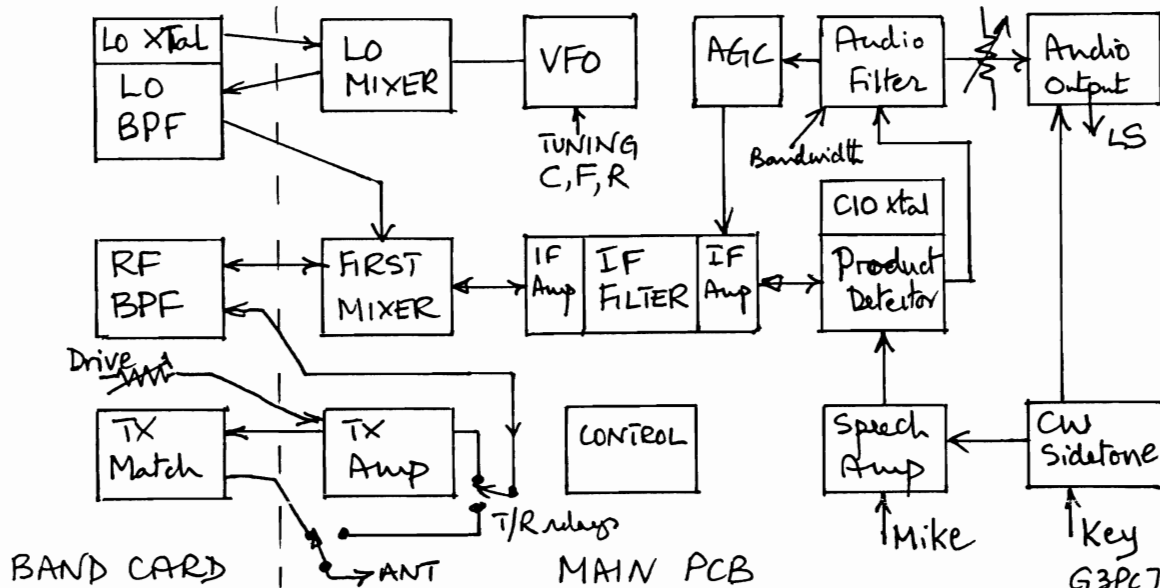 LO XTal
LO
BPF
LO
MIXER
VFO
TUNING
C, F, R
AGC
Audio
Filter
Bandwidth
Audio
Output
LS
RF
BPF
FIRST
MIXER
IF
Amp
IF
FILTER
IF
Amp
CIO Xtal
Product
Detector
Drive
TX
Match
TX
Amp
T/R relays
ANT
CONTROL
Speech
Amp
Mike
CW
Sidetone
Key
BAND CARD
MAIN PCB
G3PCJ